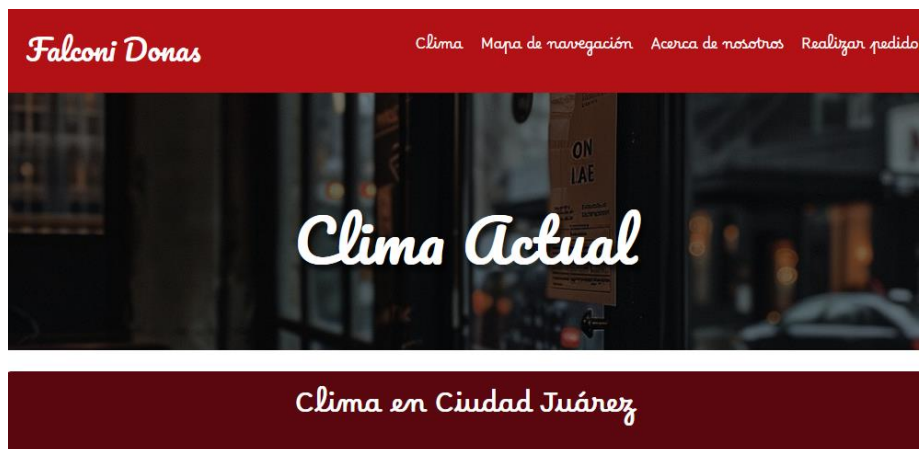 Falconi Donas
Clima Mapa de navegación Acerca de nosotros Realizar pedido
ON
Clima Actual
Clima en Ciudad Juárez